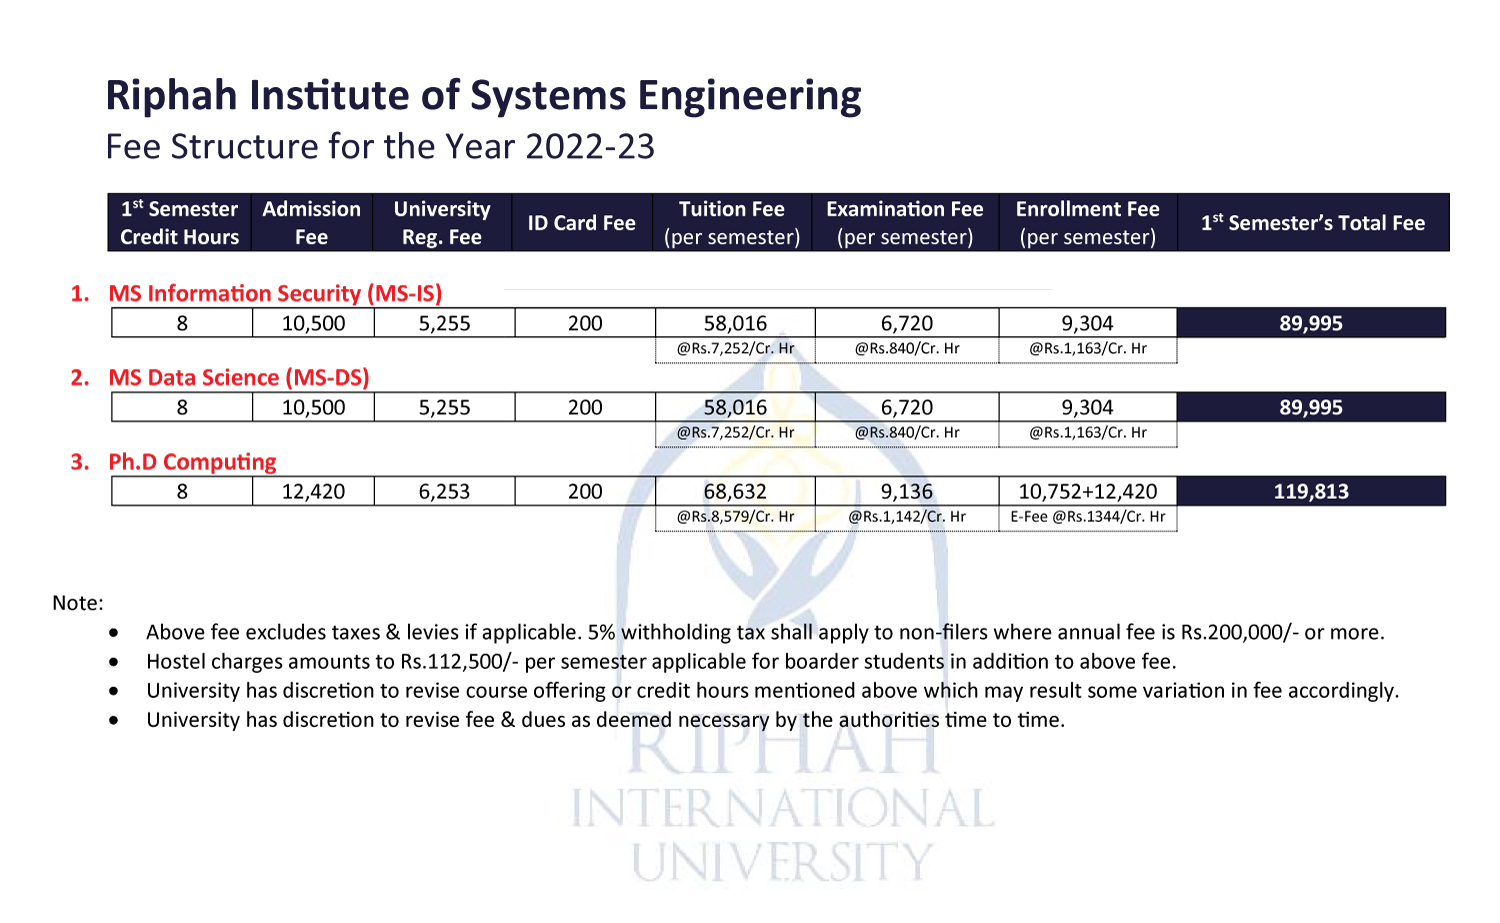 Riphah Institute of Systems Engineering
Fee Structure for the Year 2022-23
1st Semester Credit Hours Admission Fee University Reg. Fee ID Card Fee Tuition Fee (per semester) Examination Fee (per semester) Enrollment Fee (per semester) 1st Semester's Total Fee
1. MS Information Security (MS-IS)
8 10,500 5,255 200 58,016 6,720 9,304 89,995
@Rs.7,252/Cr. Hr @Rs.840/Cr. Hr @Rs.1,163/Cr. Hr
2. MS Data Science (MS-DS)
8 10,500 5,255 200 58,016 6,720 9,304 89,995
@Rs.7,252/Cr. Hr @Rs.840/Cr. Hr @Rs.1,163/Cr. Hr
3. Ph.D Computing
8 12,420 6,253 200 68,632 9,136 10,752+12,420 119,813
@Rs.8,579/Cr. Hr @Rs.1,142/Cr. Hr E-Fee @Rs.1344/Cr. Hr
Note:
• Above fee excludes taxes & levies if applicable. 5% withholding tax shall apply to non-filers where annual fee is Rs.200,000/- or more.
• Hostel charges amounts to Rs.112,500/- per semester applicable for boarder students in addition to above fee.
• University has discretion to revise course offering or credit hours mentioned above which may result some variation in fee accordingly.
• University has discretion to revise fee & dues as deemed necessary by the authorities time to time.
RIPHAH
INTERNATIONAL
UNIVERSITY